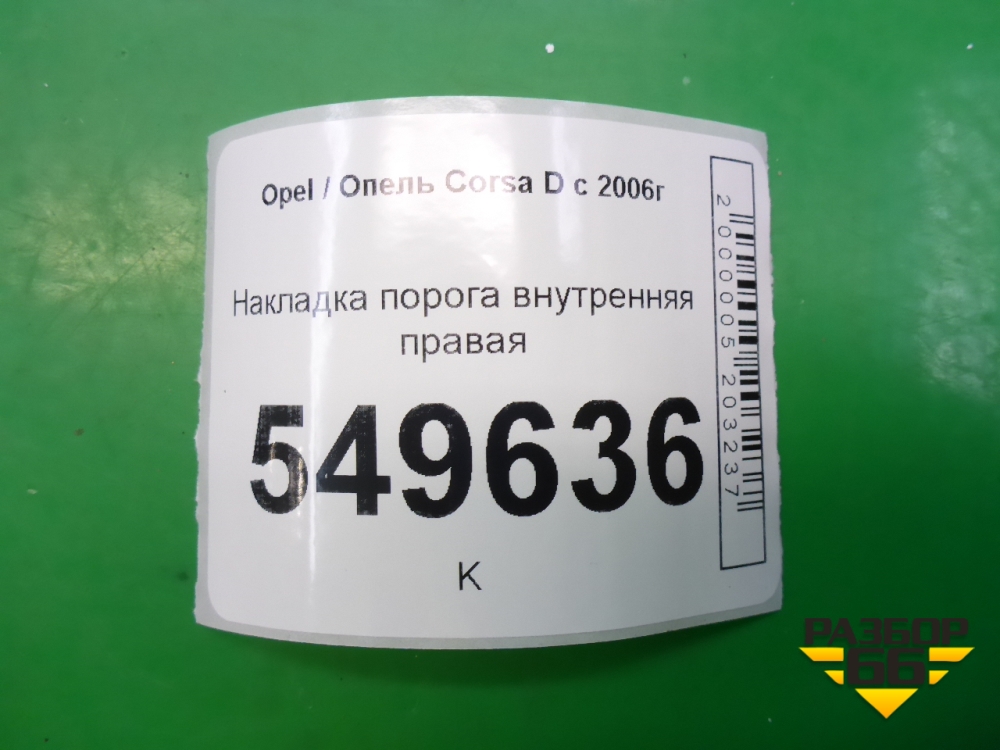 Opel / Опель Corsa D с 2006г
Накладка порога внутренняя
правая
549636
К
2000005203237
РАЗБОР
66